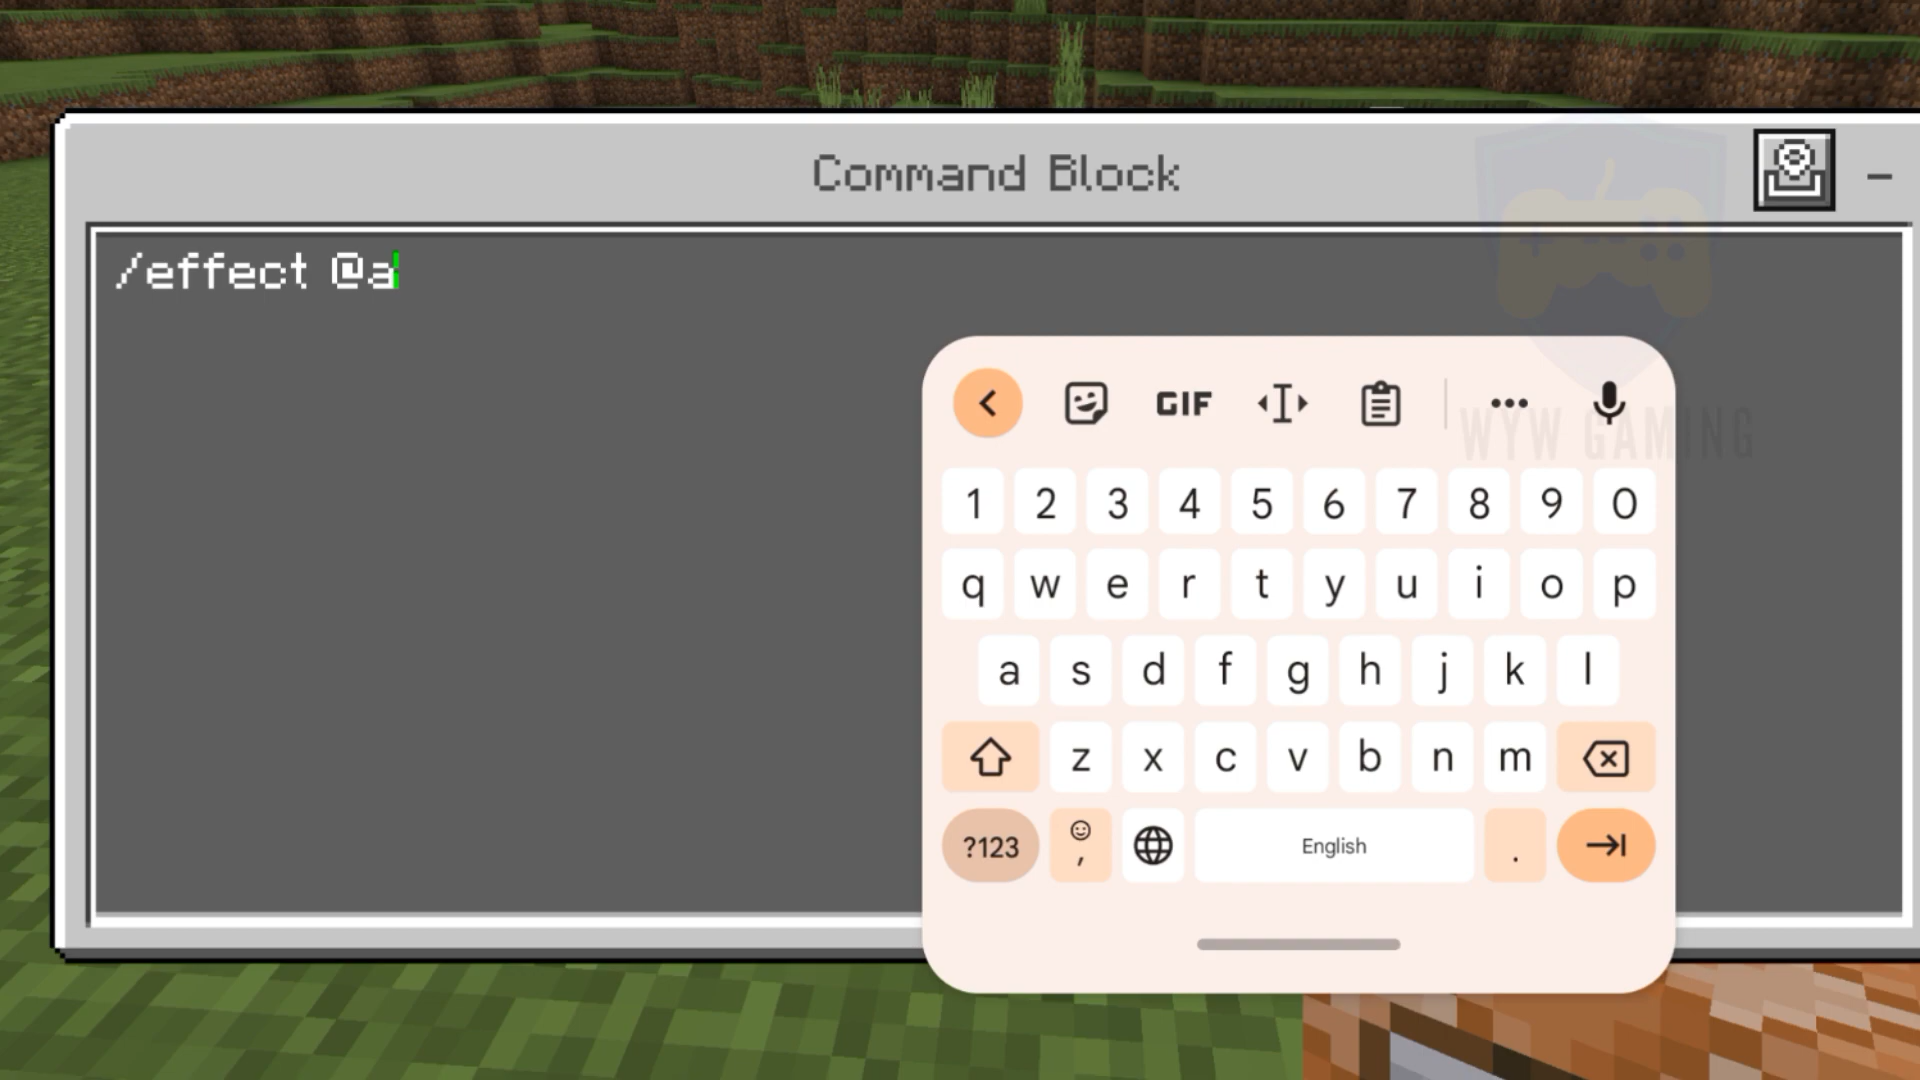 Command Block
/effect @a
GIF
WYW GAMING
1 2 3 4 5 6 7 8 9 0
q w e r t y u i o p
a s d f g h j k l
z x c v b n m
?123 , English .